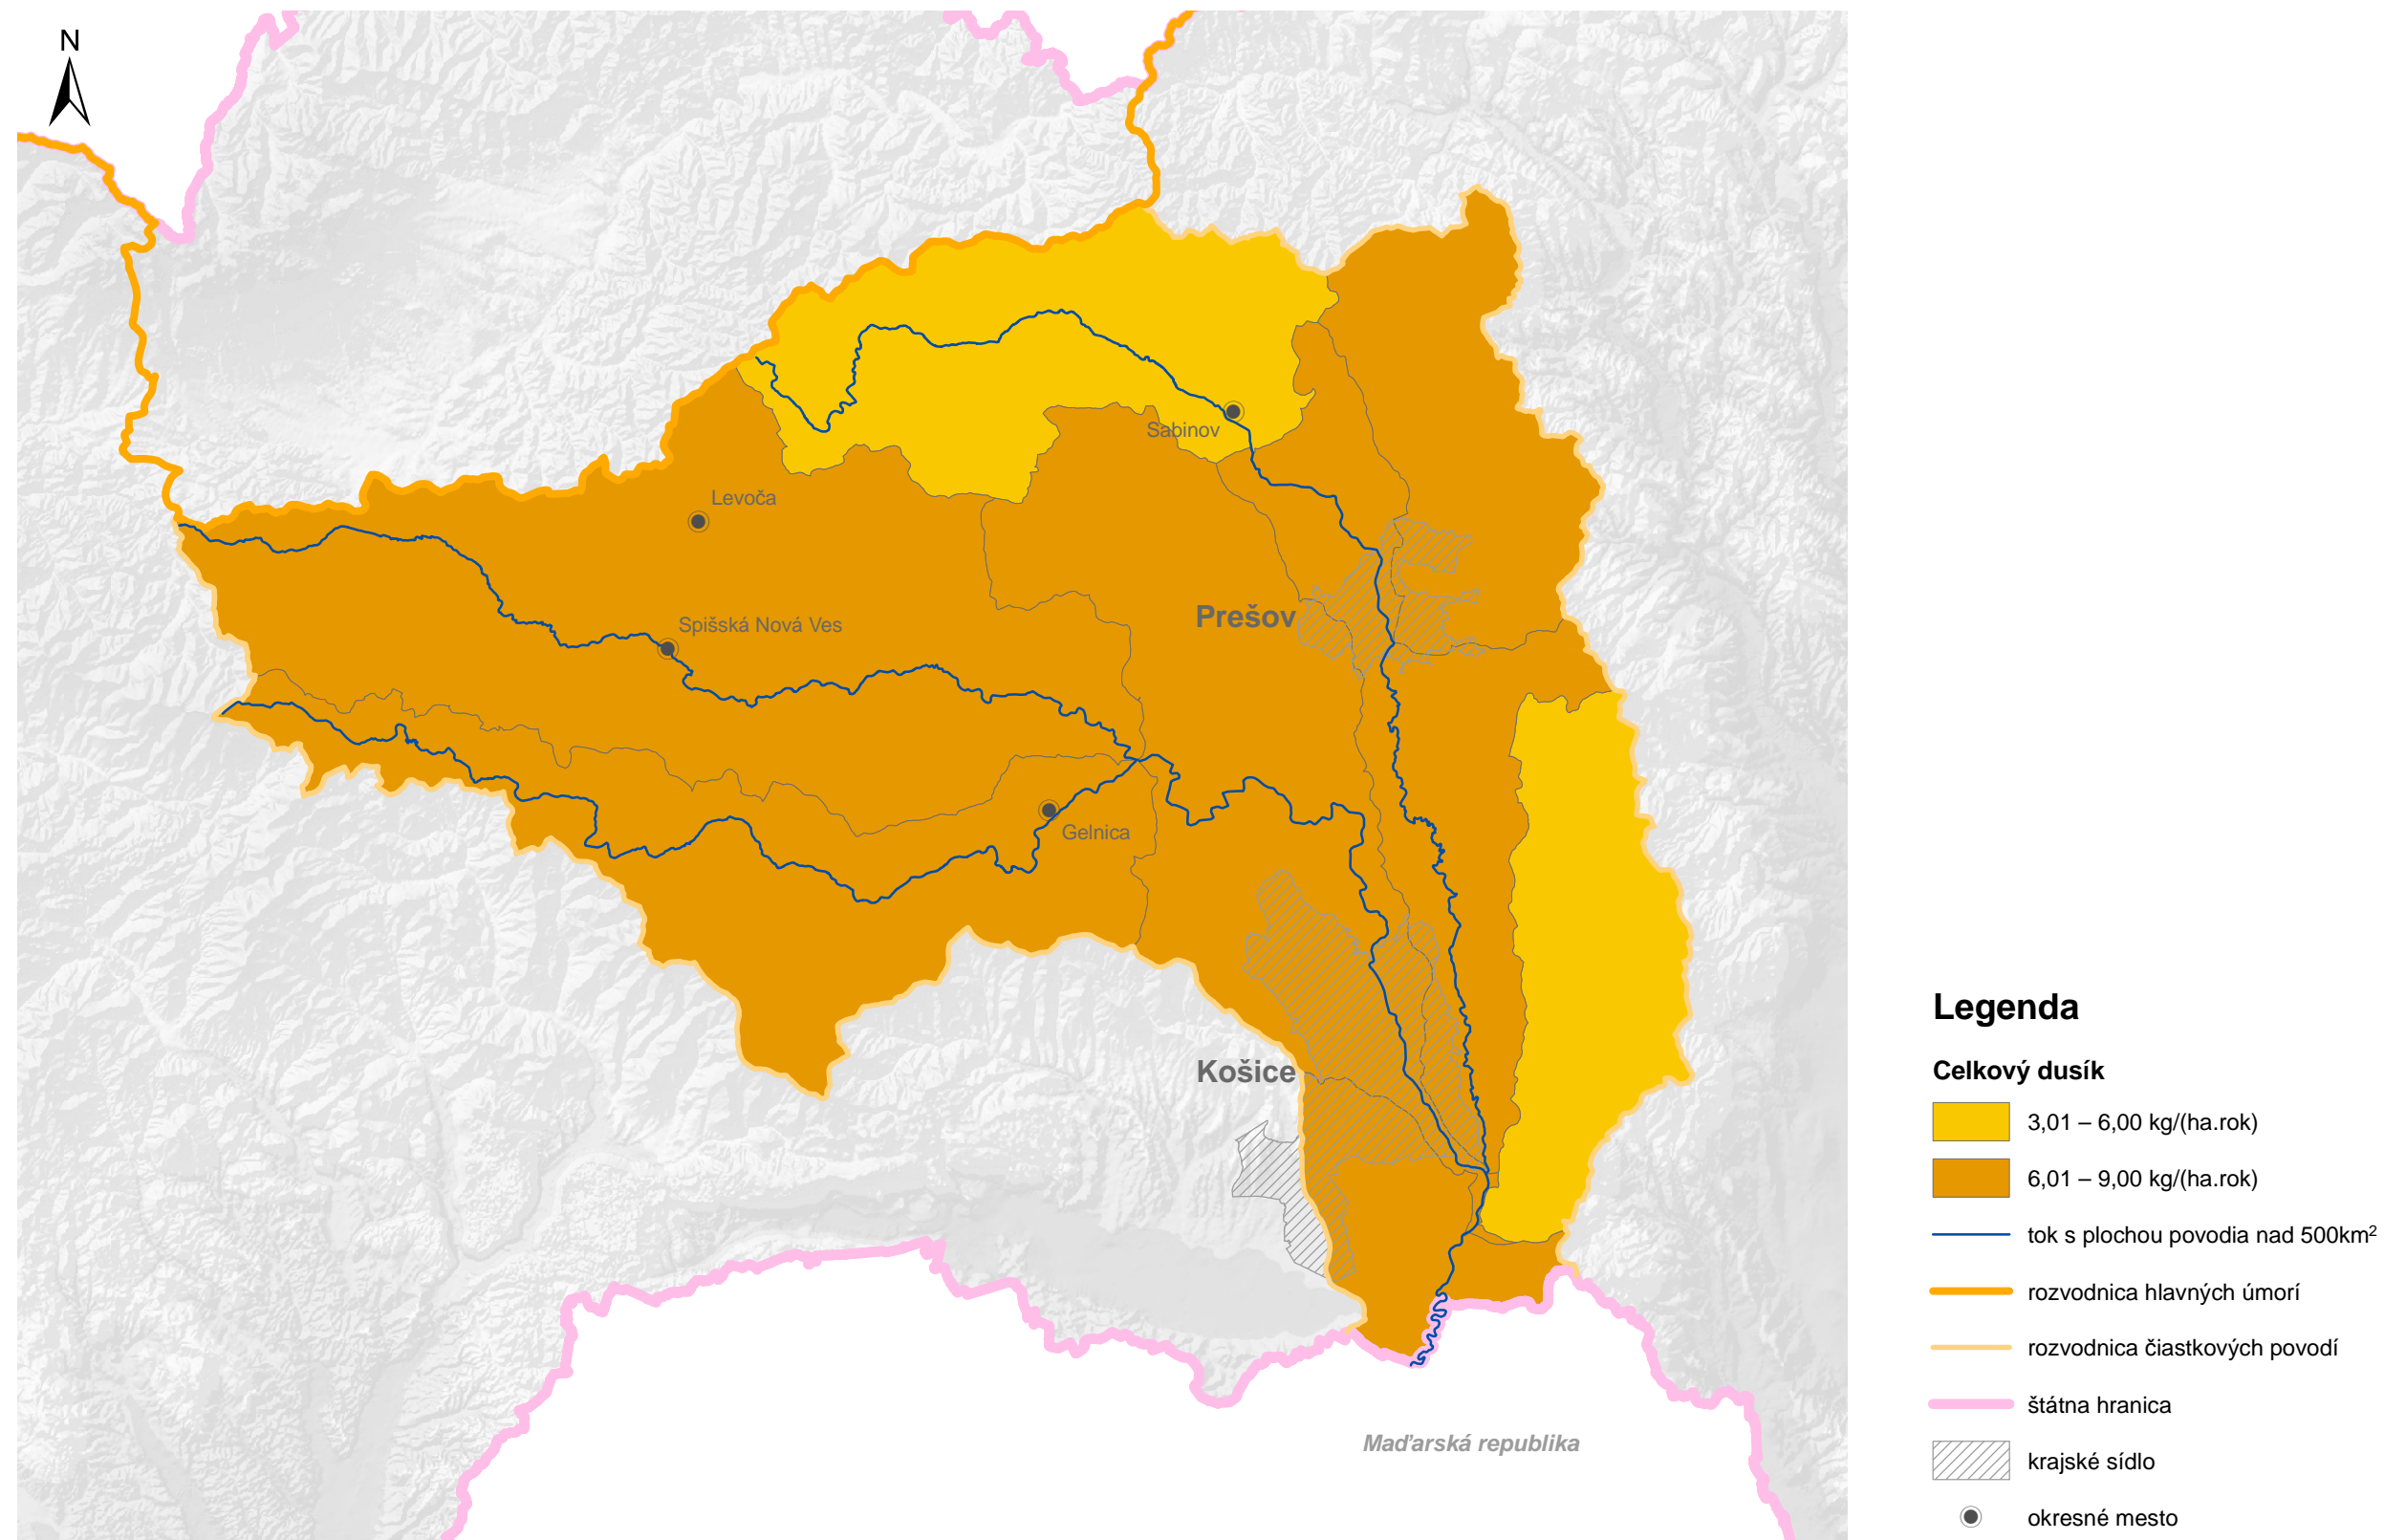 N
Sabinov
Levoča
Prešov
Spišská Nová Ves
Gelnica
Košice
Maďarská republika
Legenda
Celkový dusík
3,01 – 6,00 kg/(ha.rok)
6,01 – 9,00 kg/(ha.rok)
tok s plochou povodia nad 500km²
rozvodnica hlavných úmorí
rozvodnica čiastkových povodí
štátna hranica
krajské sídlo
okresné mesto